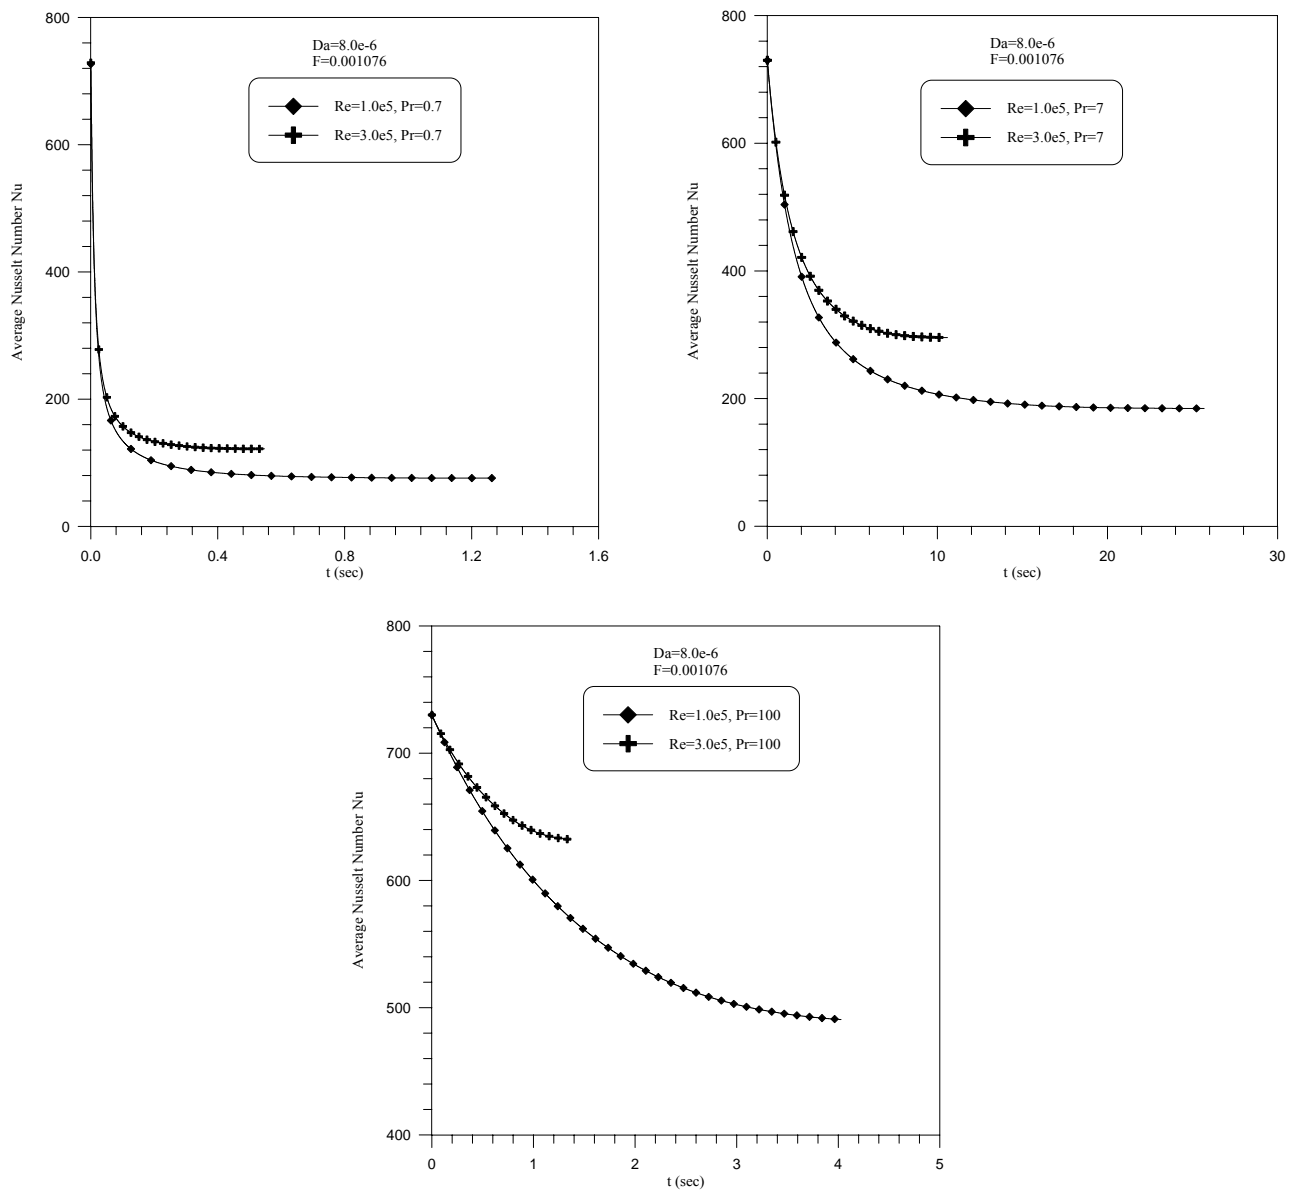 800
600
400
200
0
Average Nusselt Number Nu
Da=8.0e-6
F=0.001076
Re=1.0e5, Pr=0.7
Re=3.0e5, Pr=0.7
0.0 0.4 0.8 1.2 1.6
t (sec)
800
600
400
200
0
Average Nusselt Number Nu
Da=8.0e-6
F=0.001076
Re=1.0e5, Pr=7
Re=3.0e5, Pr=7
0 10 20 30
t (sec)
800
700
600
500
400
Average Nusselt Number Nu
Da=8.0e-6
F=0.001076
Re=1.0e5, Pr=100
Re=3.0e5, Pr=100
0 1 2 3 4 5
t (sec)